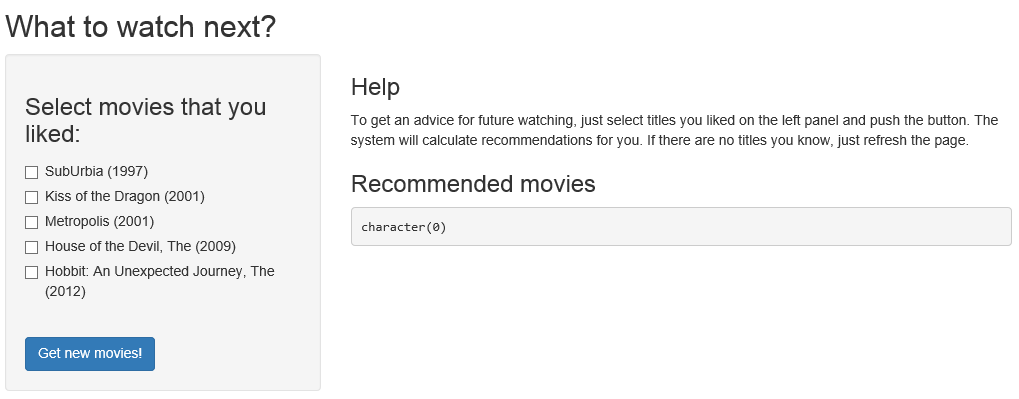 What to watch next?
Select movies that you
liked:
SubUrbia (1997)
Kiss of the Dragon (2001)
Metropolis (2001)
House of the Devil, The (2009)
Hobbit: An Unexpected Journey, The
(2012)
Get new movies!
Help
To get an advice for future watching, just select titles you liked on the left panel and push the button. The
system will calculate recommendations for you. If there are no titles you know, just refresh the page.
Recommended movies
character(0)